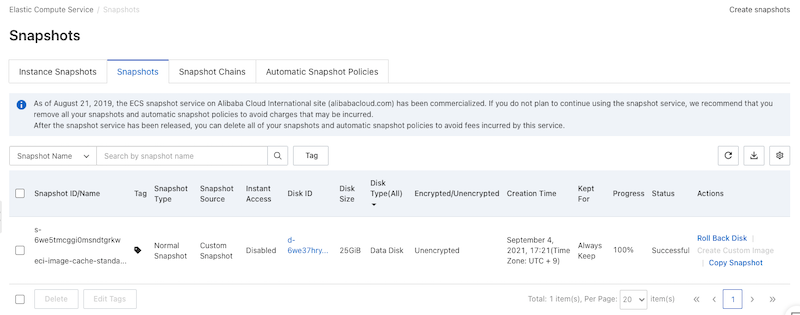 Elastic Compute Service / Snapshots
Create snapshots
Snapshots
Instance Snapshots
Snapshots
Snapshot Chains
Automatic Snapshot Policies
As of August 21, 2019, the ECS snapshot service on Alibaba Cloud International site (alibabacloud.com) has been commercialized. If you do not plan to continue using the snapshot service, we recommend that you
remove all your snapshots and automatic snapshot policies to avoid charges that may be incurred.
After the snapshot service has been released, you can delete all of your snapshots and automatic snapshot policies to avoid fees incurred by this service.
Snapshot Name
Search by snapshot name
Tag
Snapshot ID/Name
Tag
Snapshot
Type
Snapshot
Source
Instant
Access
Disk ID
Disk
Size
Disk
Type(All)
Encrypted/Unencrypted
Creation Time
Kept
For
Progress
Status
Actions
s-
6we5tmcggi0msndtgrkw
eci-image-cache-standa...
Normal
Snapshot
Custom
Snapshot
Disabled
d-
6we37hry...
25GiB
Data Disk
Unencrypted
September 4,
2021, 17:21(Time
Zone: UTC + 9)
Always
Keep
100%
Successful
Roll Back Disk |
Create Custom Image
| Copy Snapshot
Delete
Edit Tags
Total: 1 item(s), Per Page: 20 item(s)
1